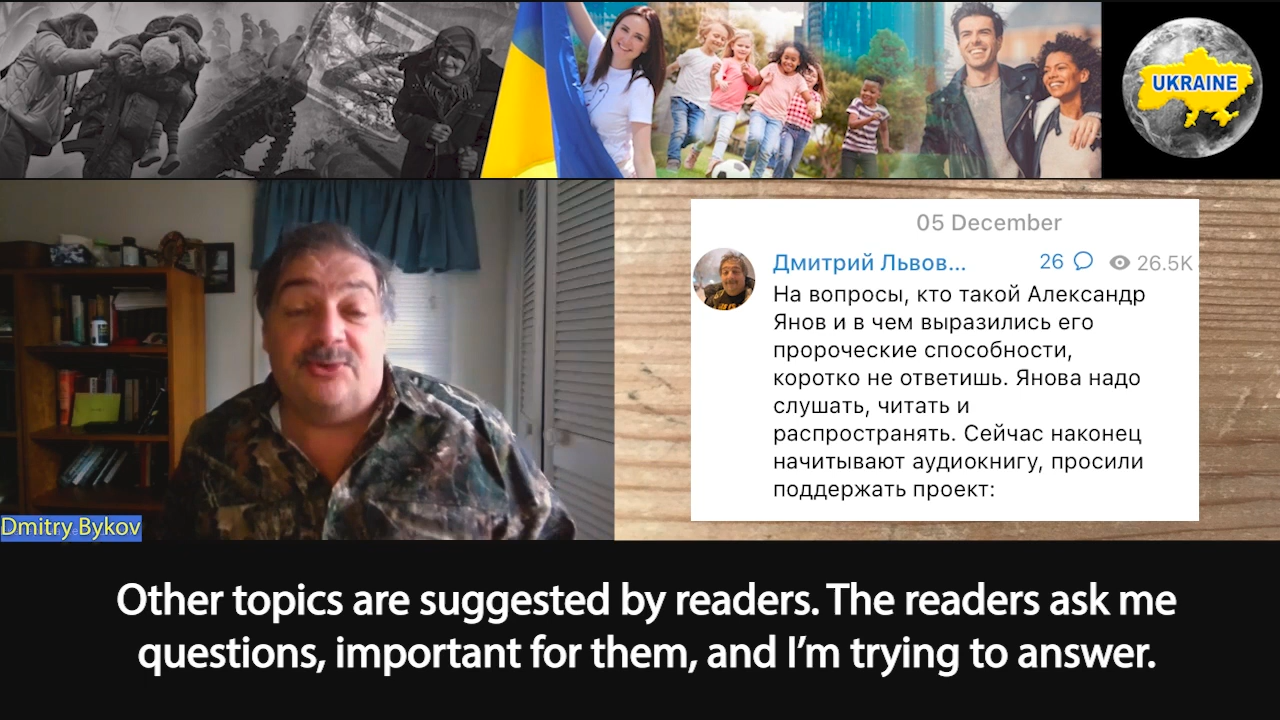 UKRAINE
05 December
Дмитрий Львов...
26
26.5K
На вопросы, кто такой Александр
Янов и в чем выразились его
пророческие способности,
коротко не ответишь. Янова надо
слушать, читать и
распространять. Сейчас наконец
начитывают аудиокнигу, просили
поддержать проект:
Dmitry Bykov
Other topics are suggested by readers. The readers ask me
questions, important for them, and I’m trying to answer.